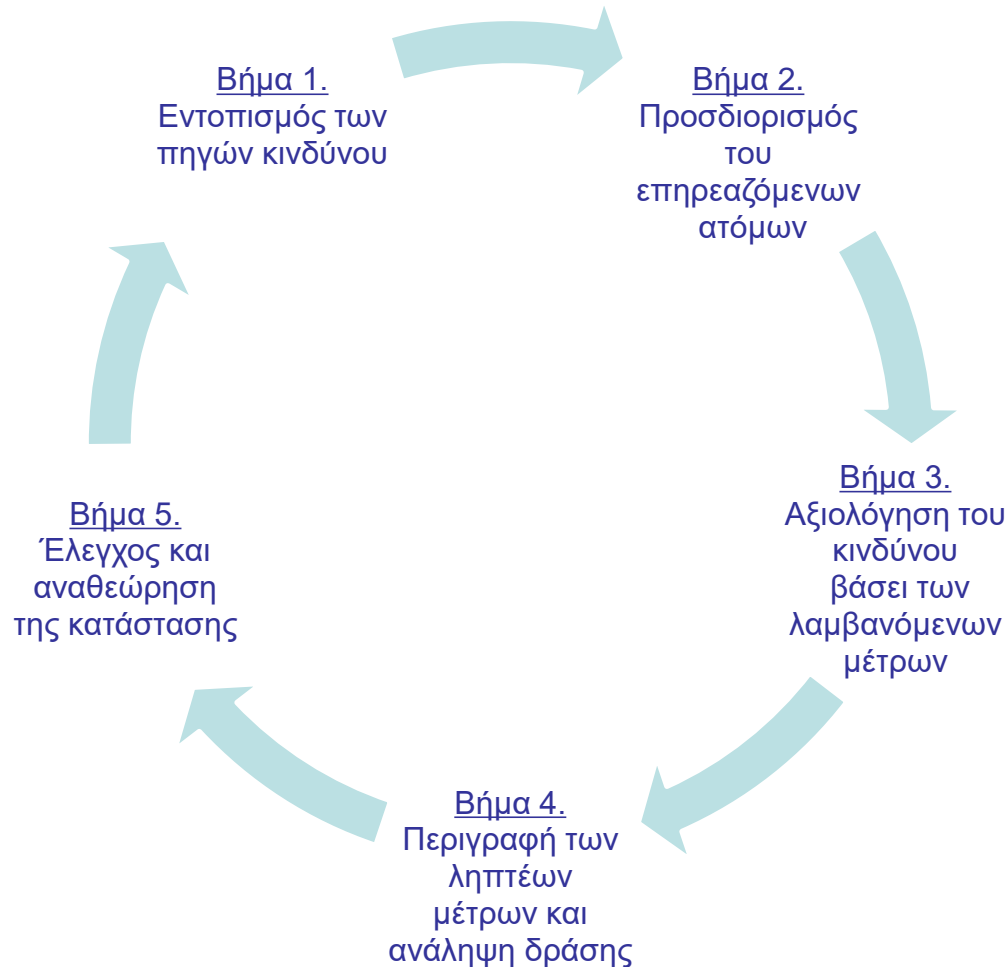 Βήμα 1.
Εντοπισμός των
πηγών κινδύνου
Βήμα 2.
Προσδιορισμός
του
επηρεαζόμενων
ατόμων
Βήμα 3.
Αξιολόγηση του
κινδύνου
βάσει των
λαμβανόμενων
μέτρων
Βήμα 4.
Περιγραφή των
ληπτέων
μέτρων και
ανάληψη δράσης
Βήμα 5.
Έλεγχος και
αναθεώρηση
της κατάστασης